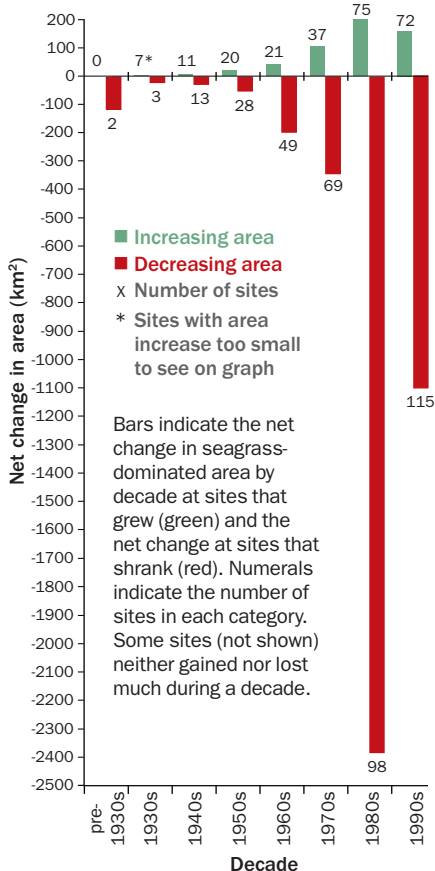 75
72
37
21
20
11
7*
0
200
100
0
-100
-200
-300
-400
-500
-600
-700
-800
-900
-1000
-1100
-1200
-1300
-1400
-1500
-1600
-1700
-1800
-1900
-2000
-2100
-2200
-2300
-2400
-2500
2
3
13
28
49
69
98
115
Net change in area (km²)
Increasing area
Decreasing area
x Number of sites
* Sites with area
increase too small
to see on graph
Bars indicate the net
change in seagrass-
dominated area by
decade at sites that
grew (green) and the
net change at sites that
shrank (red). Numerals
indicate the number of
sites in each category.
Some sites (not shown)
neither gained nor lost
much during a decade.
pre-
1930s
1930s
1940s
1950s
1960s
1970s
1980s
1990s
Decade